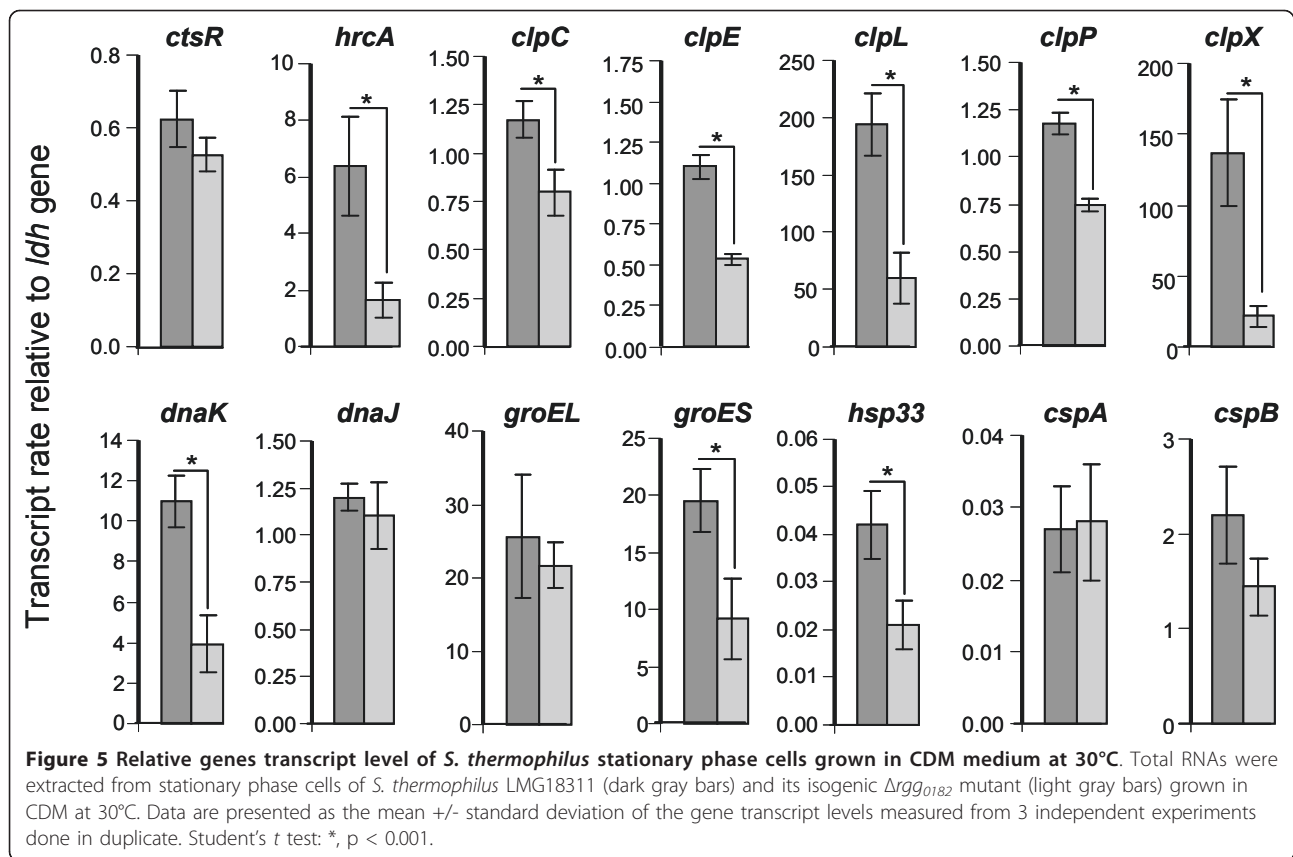 ctsR hrcA clpC clpE clpL clpP clpX
Transcript rate relative to ldh gene
0.8 10 1.50 1.75 250 1.50 200
* * * * * *
0.6 8 1.25 1.50 200 1.25 150
0.4 6 1.00 1.25 150 1.00 100
0.2 4 0.75 1.00 100 0.75 50
0.0 2 0.50 0.75 50 0.50 0
0 0.25 0.50 0 0.25
0.00 0.25 0.00
0.00
dnaK dnaJ groEL groES hsp33 cspA cspB
14 1.50 40 25 0.06 0.04 3
* * *
12 1.25 30 20 0.05 0.03 2
10 1.00 20 15 0.04 0.02 1
8 0.75 10 10 0.03 0.01 0
6 0.50 0 5 0.02 0.00
4 0.25 0 0.01
2 0.00 0.00
0
Figure 5 Relative genes transcript level of S. thermophilus stationary phase cells grown in CDM medium at 30°C. Total RNAs were
extracted from stationary phase cells of S. thermophilus LMG18311 (dark gray bars) and its isogenic Δrgg0182 mutant (light gray bars) grown in
CDM at 30°C. Data are presented as the mean +/- standard deviation of the gene transcript levels measured from 3 independent experiments
done in duplicate. Student's t test: *, p < 0.001.